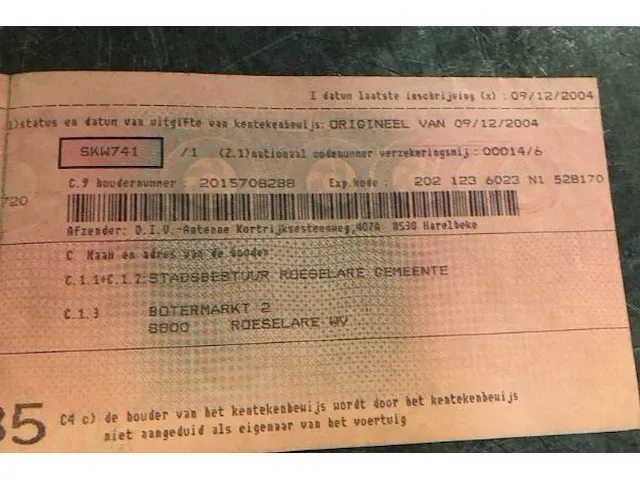 I datum laatste inschrijving (x) : 09/12/2004
.1)status en datum van uitgifte van kentekenbewijs: ORIGINEEL VAN 09/12/2004
SKW741 /1 (Z.1)nationaal codenummer verzekeringsmij : 00014/6
C.9 houdernummer : 2015708288 Exp.kode : 202 123 6023 N1 528170
720
Afzender: D.I.V.-Antenne Kortrijksesteenweg,407A 8530 Harelbeke
C Naam en adres van de houder
C.1.1+C.1.2:STADSBESTUUR ROESELARE GEMEENTE
C.1.3 BOTERMARKT 2
8800 ROESELARE WV
35 C4 c) de houder van het kentekenbewijs wordt door het kentekenbewijs
niet aangeduid als eigenaar van het voertuig